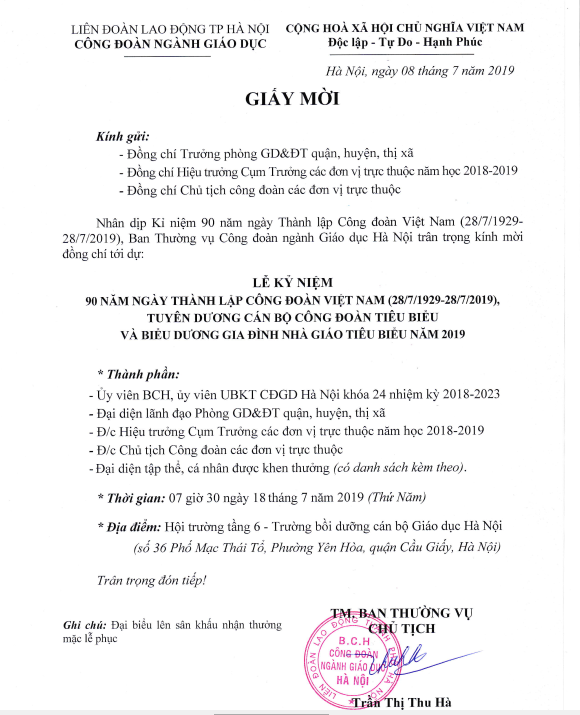 LIÊN ĐOÀN LAO ĐỘNG TP HÀ NỘI
CÔNG ĐOÀN NGÀNH GIÁO DỤC
CỘNG HOÀ XÃ HỘI CHỦ NGHĨA VIỆT NAM
Độc lập - Tự Do - Hạnh Phúc
Hà Nội, ngày 08 tháng 7 năm 2019
GIẤY MỜI
Kính gửi:
- Đồng chí Trưởng phòng GD&ĐT quận, huyện, thị xã
- Đồng chí Hiệu trưởng Cụm Trưởng các đơn vị trực thuộc năm học 2018-2019
- Đồng chí Chủ tịch công đoàn các đơn vị trực thuộc
Nhân dịp Kỉ niệm 90 năm ngày Thành lập Công đoàn Việt Nam (28/7/1929-
28/7/2019), Ban Thường vụ Công đoàn ngành Giáo dục Hà Nội trân trọng kính mời
đồng chí tới dự:
LỄ KỶ NIỆM
90 NĂM NGÀY THÀNH LẬP CÔNG ĐOÀN VIỆT NAM (28/7/1929-28/7/2019),
TUYÊN DƯƠNG CÁN BỘ CÔNG ĐOÀN TIÊU BIỂU
VÀ BIỂU DƯƠNG GIA ĐÌNH NHÀ GIÁO TIÊU BIỂU NĂM 2019
* Thành phần:
- Ủy viên BCH, ủy viên UBKT CĐGD Hà Nội khóa 24 nhiệm kỳ 2018-2023
- Đại diện lãnh đạo Phòng GD&ĐT quận, huyện, thị xã
- Đ/c Hiệu trưởng Cụm Trưởng các đơn vị trực thuộc năm học 2018-2019
- Đ/c Chủ tịch Công đoàn các đơn vị trực thuộc
- Đại diện tập thể, cá nhân được khen thưởng (có danh sách kèm theo).
* Thời gian: 07 giờ 30 ngày 18 tháng 7 năm 2019 (Thứ Năm)
* Địa điểm: Hội trường tầng 6 - Trường bồi dưỡng cán bộ Giáo dục Hà Nội
(số 36 Phố Mạc Thái Tổ, Phường Yên Hòa, quận Cầu Giấy, Hà Nội)
Trân trọng đón tiếp!
Ghi chú: Đại biểu lên sân khấu nhận thưởng
mặc lễ phục
TM. BAN THƯỜNG VỤ
CHỦ TỊCH
LIÊN ĐOÀN LAO ĐỘNG THÀNH PHỐ HÀ NỘI
B.C.H
CÔNG ĐOÀN
NGÀNH GIÁO DỤC
HÀ NỘI
Trần Thị Thu Hà